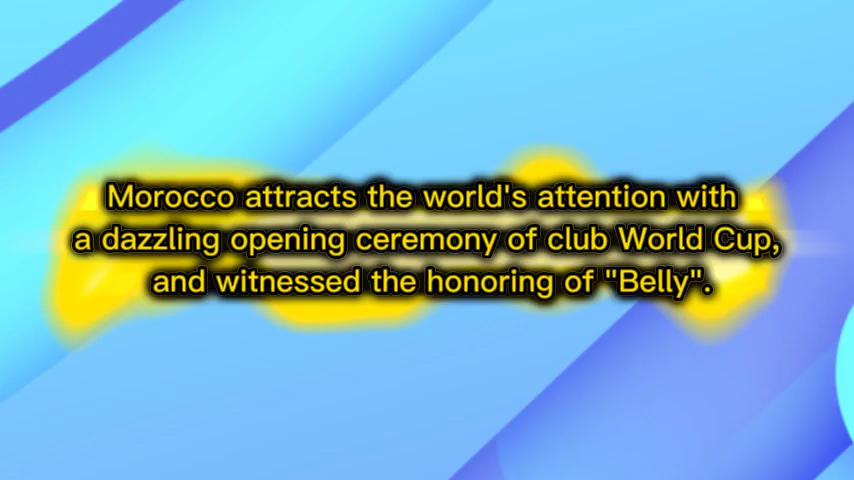 Morocco attracts the world's attention with
a dazzling opening ceremony of club World Cup,
and witnessed the honoring of "Belly".